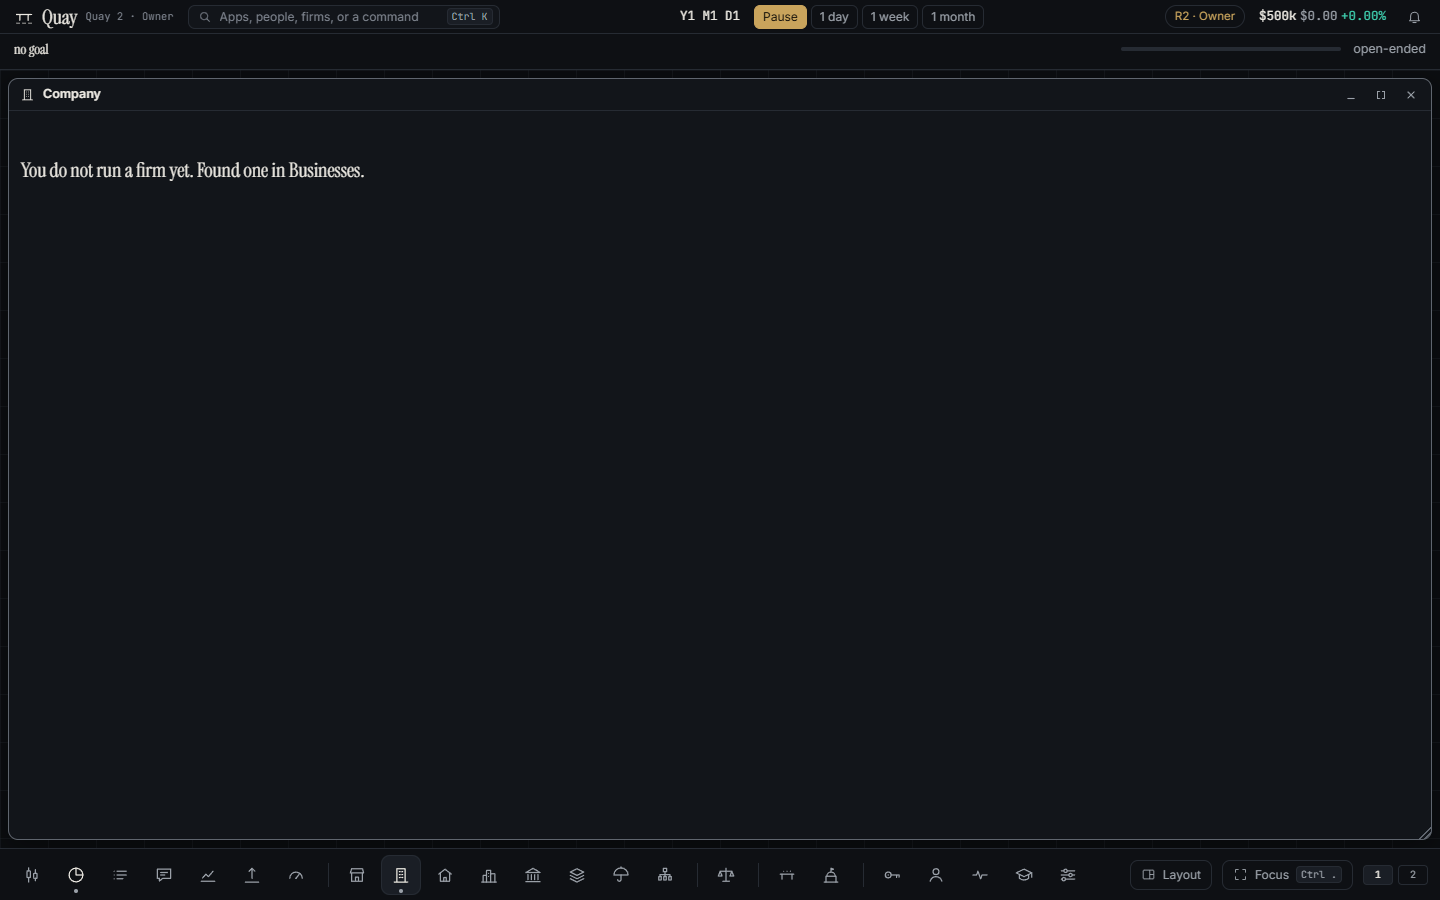 Quay Quay 2 · Owner Apps, people, firms, or a command Ctrl K Y1 M1 D1 Pause 1 day 1 week 1 month R2 · Owner $500k $0.00 +0.00%
no goal open-ended
Company
You do not run a firm yet. Found one in Businesses.
Layout Focus Ctrl . 1 2